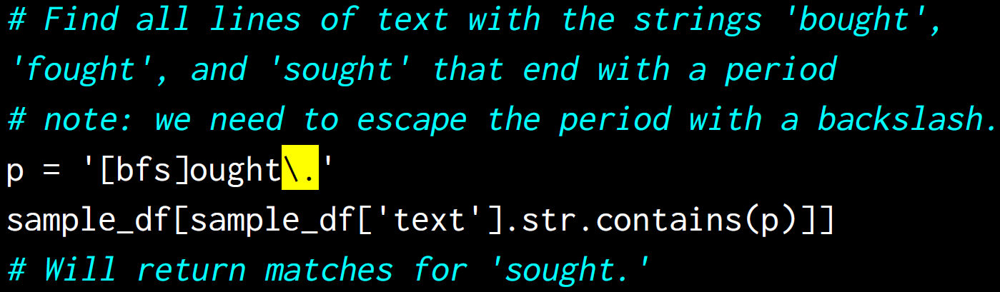 # Find all lines of text with the strings 'bought',
'fought', and 'sought' that end with a period
# note: we need to escape the period with a backslash.
p = '[bfs]ought\.'
sample_df[sample_df['text'].str.contains(p)]]
# Will return matches for 'sought.'